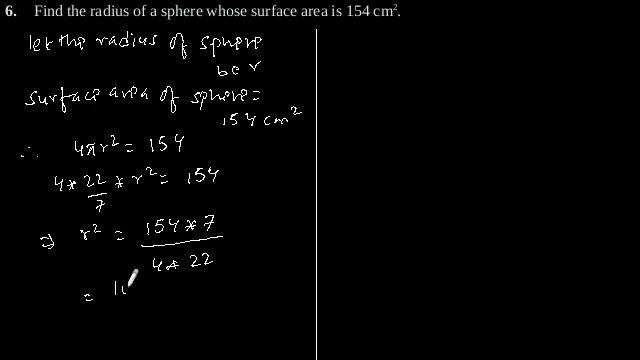 6. Find the radius of a sphere whose surface area is 154 cm².
let the radius of sphere
be r
surface area of sphere =
154 cm²
∴ 4πr² = 154
4 * 22/7 * r² = 154
⇒ r² = 154 * 7 / 4 * 22
=